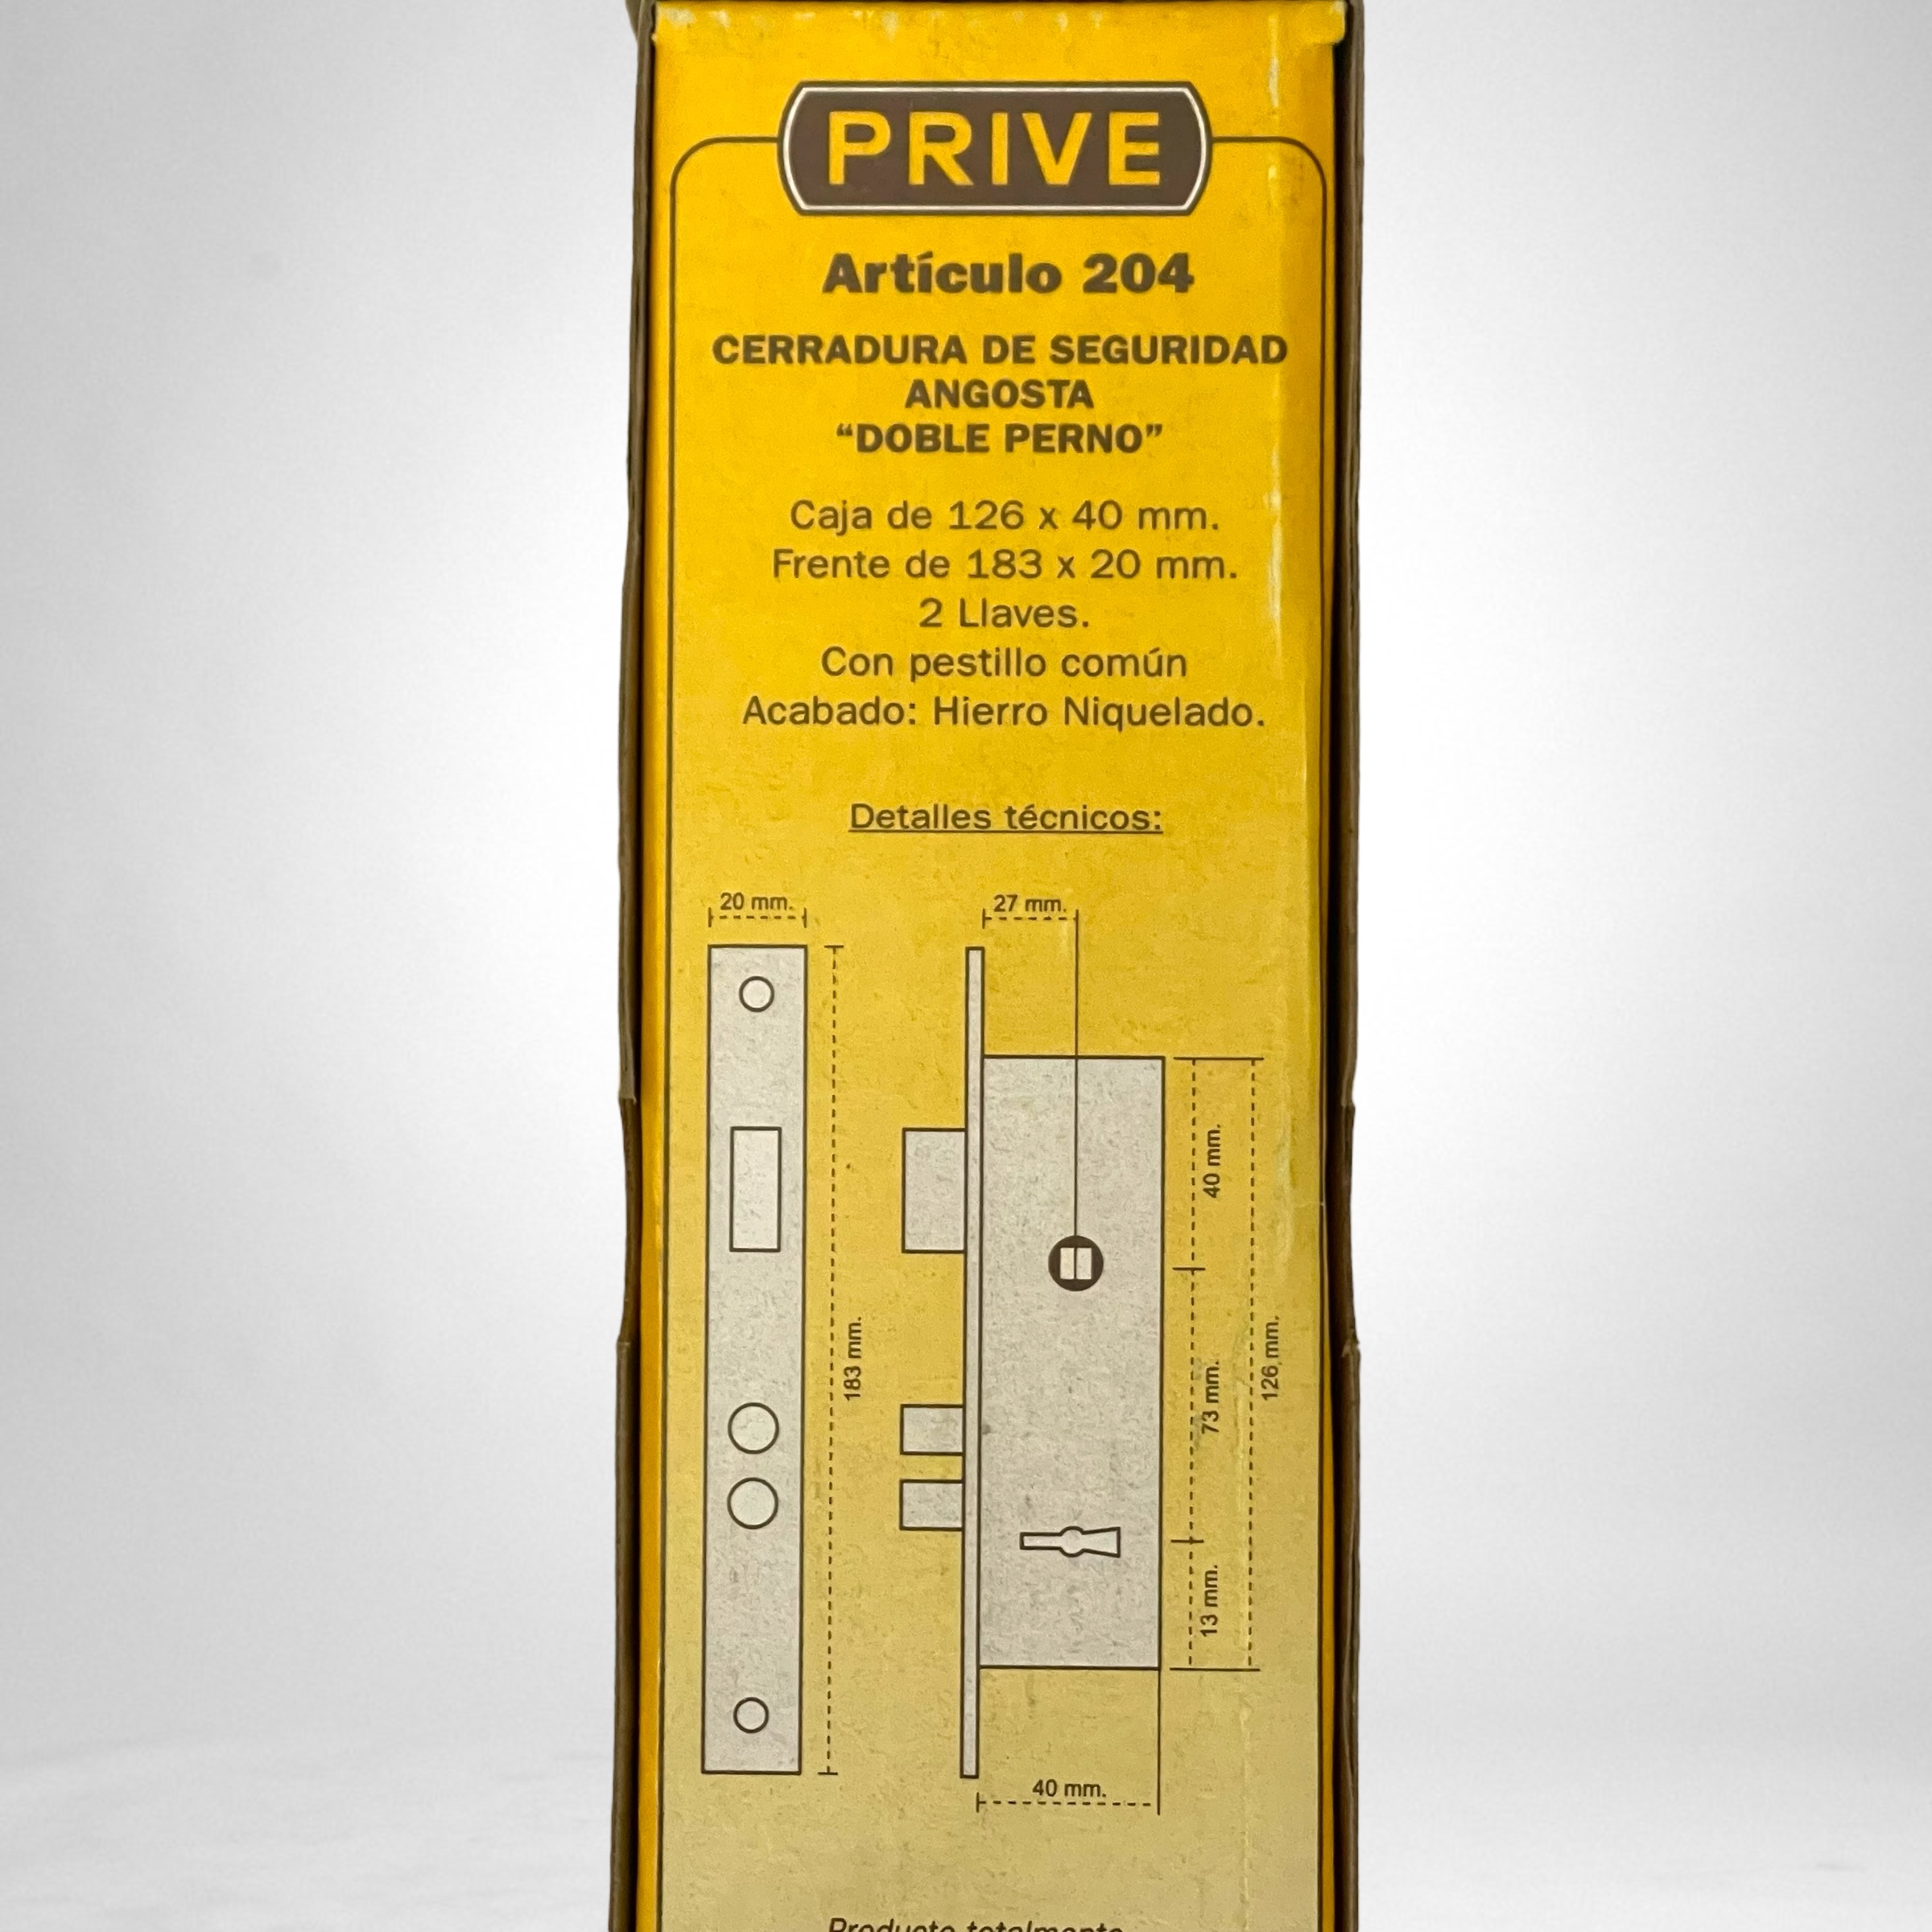 PRIVE
Artículo 204
CERRADURA DE SEGURIDAD
ANGOSTA
“DOBLE PERNO”
Caja de 126 x 40 mm.
Frente de 183 x 20 mm.
2 Llaves.
Con pestillo común
Acabado: Hierro Niquelado.
Detalles técnicos:
20 mm.
27 mm.
183 mm.
40 mm.
73 mm.
126 mm.
13 mm.
40 mm.
Producto totalmente